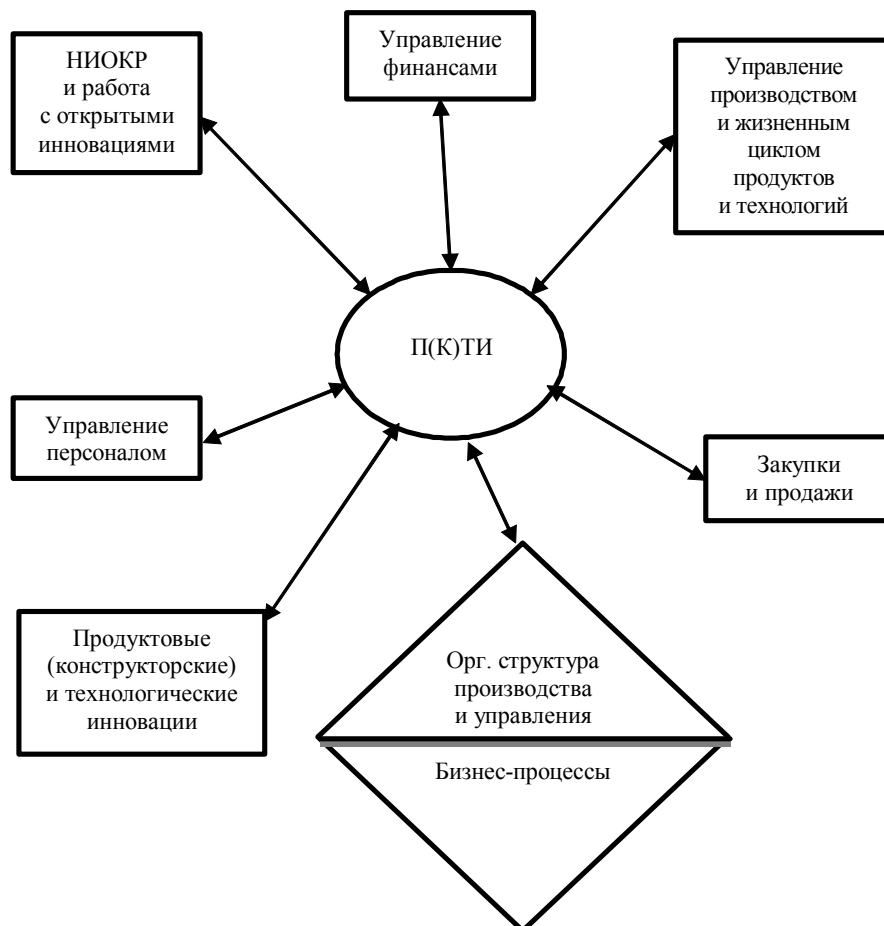 НИОКР
и работа
с открытыми
инновациями
Управление
финансами
Управление
производством
и жизненным
циклом
продуктов
и технологий
П(К)ТИ
Управление
персоналом
Закупки
и продажи
Продуктовые
(конструкторские)
и технологические
инновации
Орг. структура
производства
и управления
Бизнес-процессы